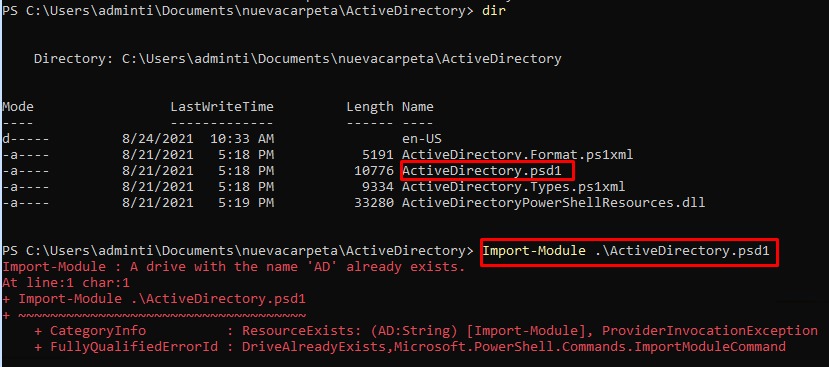 PS C:\Users\adminti\Documents\nuevacarpeta\ActiveDirectory> dir
Directory: C:\Users\adminti\Documents\nuevacarpeta\ActiveDirectory
Mode LastWriteTime Length Name
---- ------------- ------ ----
d----- 8/24/2021 10:33 AM en-US
-a---- 8/21/2021 5:18 PM 5191 ActiveDirectory.Format.ps1xml
-a---- 8/21/2021 5:18 PM 10776 ActiveDirectory.psd1
-a---- 8/21/2021 5:18 PM 9334 ActiveDirectory.Types.ps1xml
-a---- 8/21/2021 5:19 PM 33280 ActiveDirectoryPowerShellResources.dll
PS C:\Users\adminti\Documents\nuevacarpeta\ActiveDirectory> Import-Module .\ActiveDirectory.psd1
Import-Module : A drive with the name 'AD' already exists.
At line:1 char:1
+ Import-Module .\ActiveDirectory.psd1
+ ~~~~~~~~~~~~~~~~~~~~~~~~~~~~~~~~~~~~
+ CategoryInfo : ResourceExists: (AD:String) [Import-Module], ProviderInvocationException
+ FullyQualifiedErrorId : DriveAlreadyExists,Microsoft.PowerShell.Commands.ImportModuleCommand